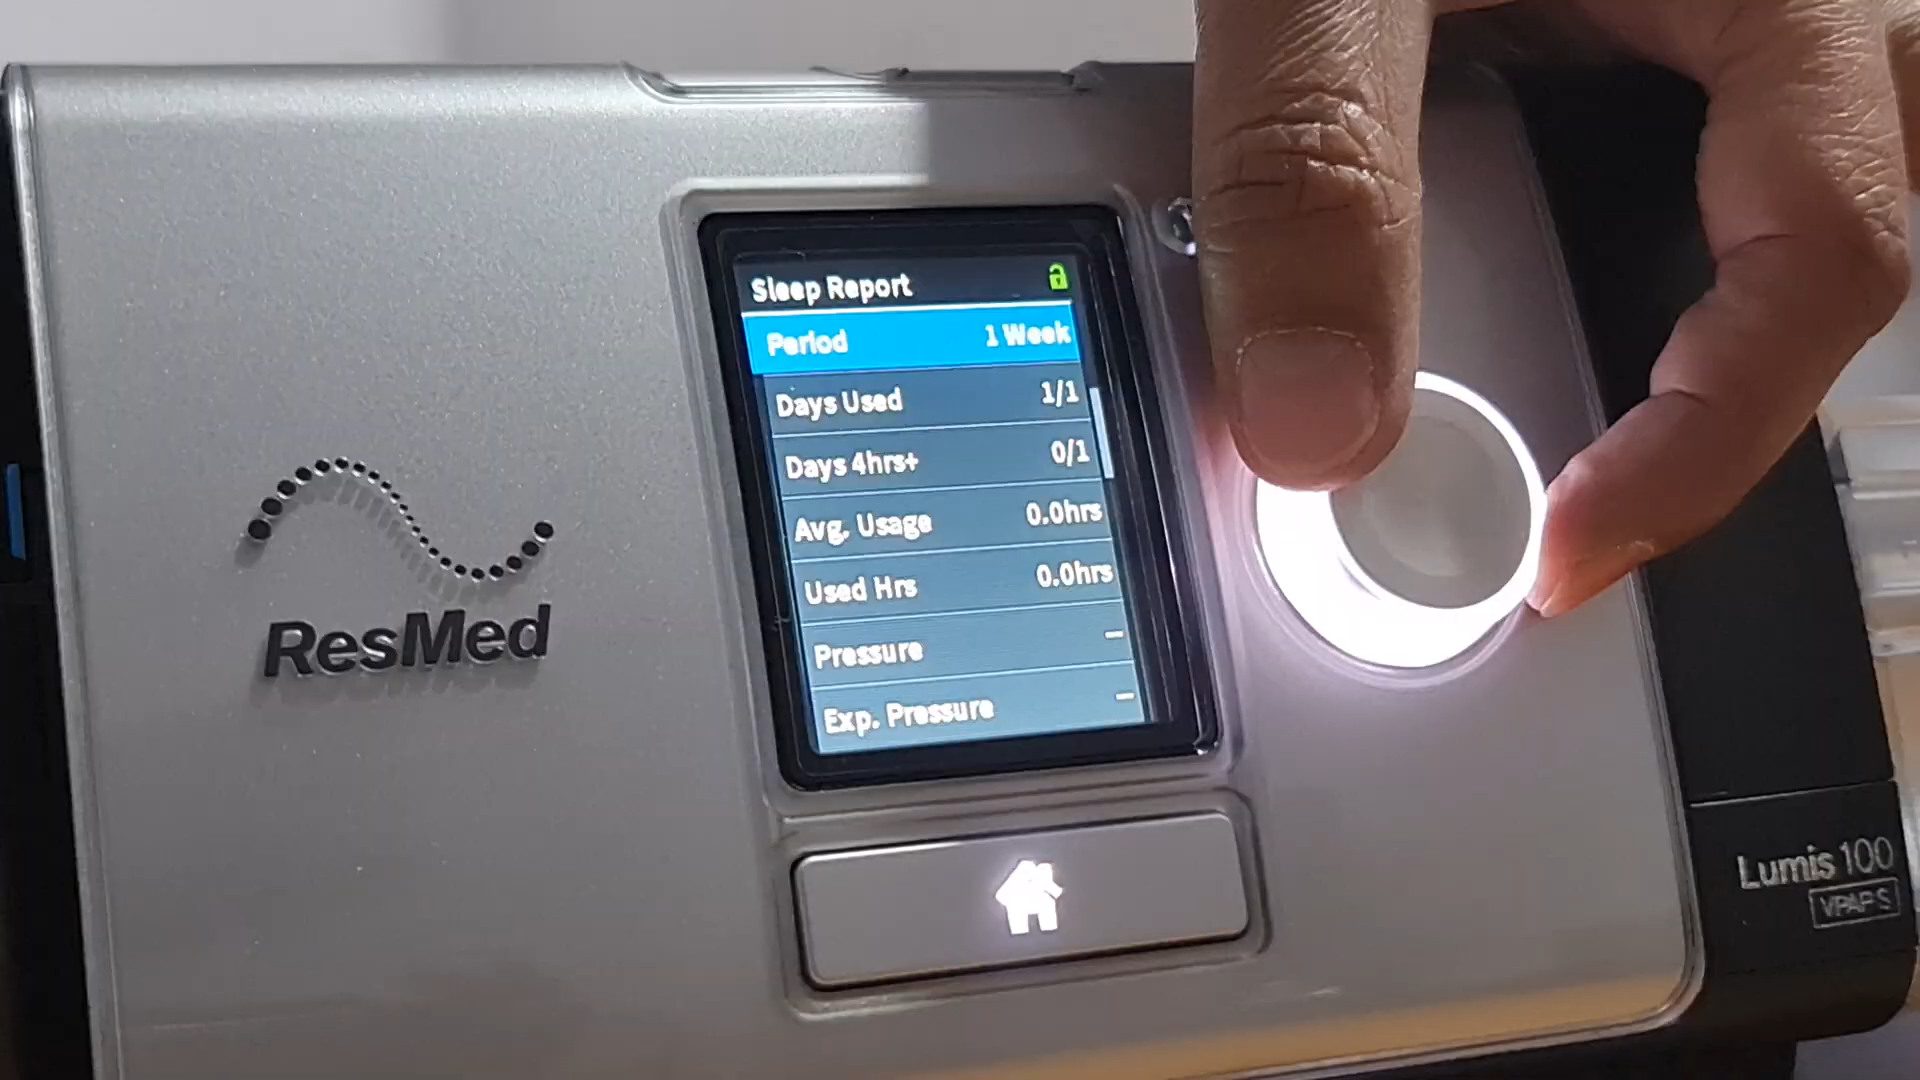 Sleep Report
Period 1 Week
Days Used 1/1
Days 4hrs+ 0/1
Avg. Usage 0.0hrs
Used Hrs 0.0hrs
Pressure –
Exp. Pressure –
ResMed
Lumis 100
VPAP S